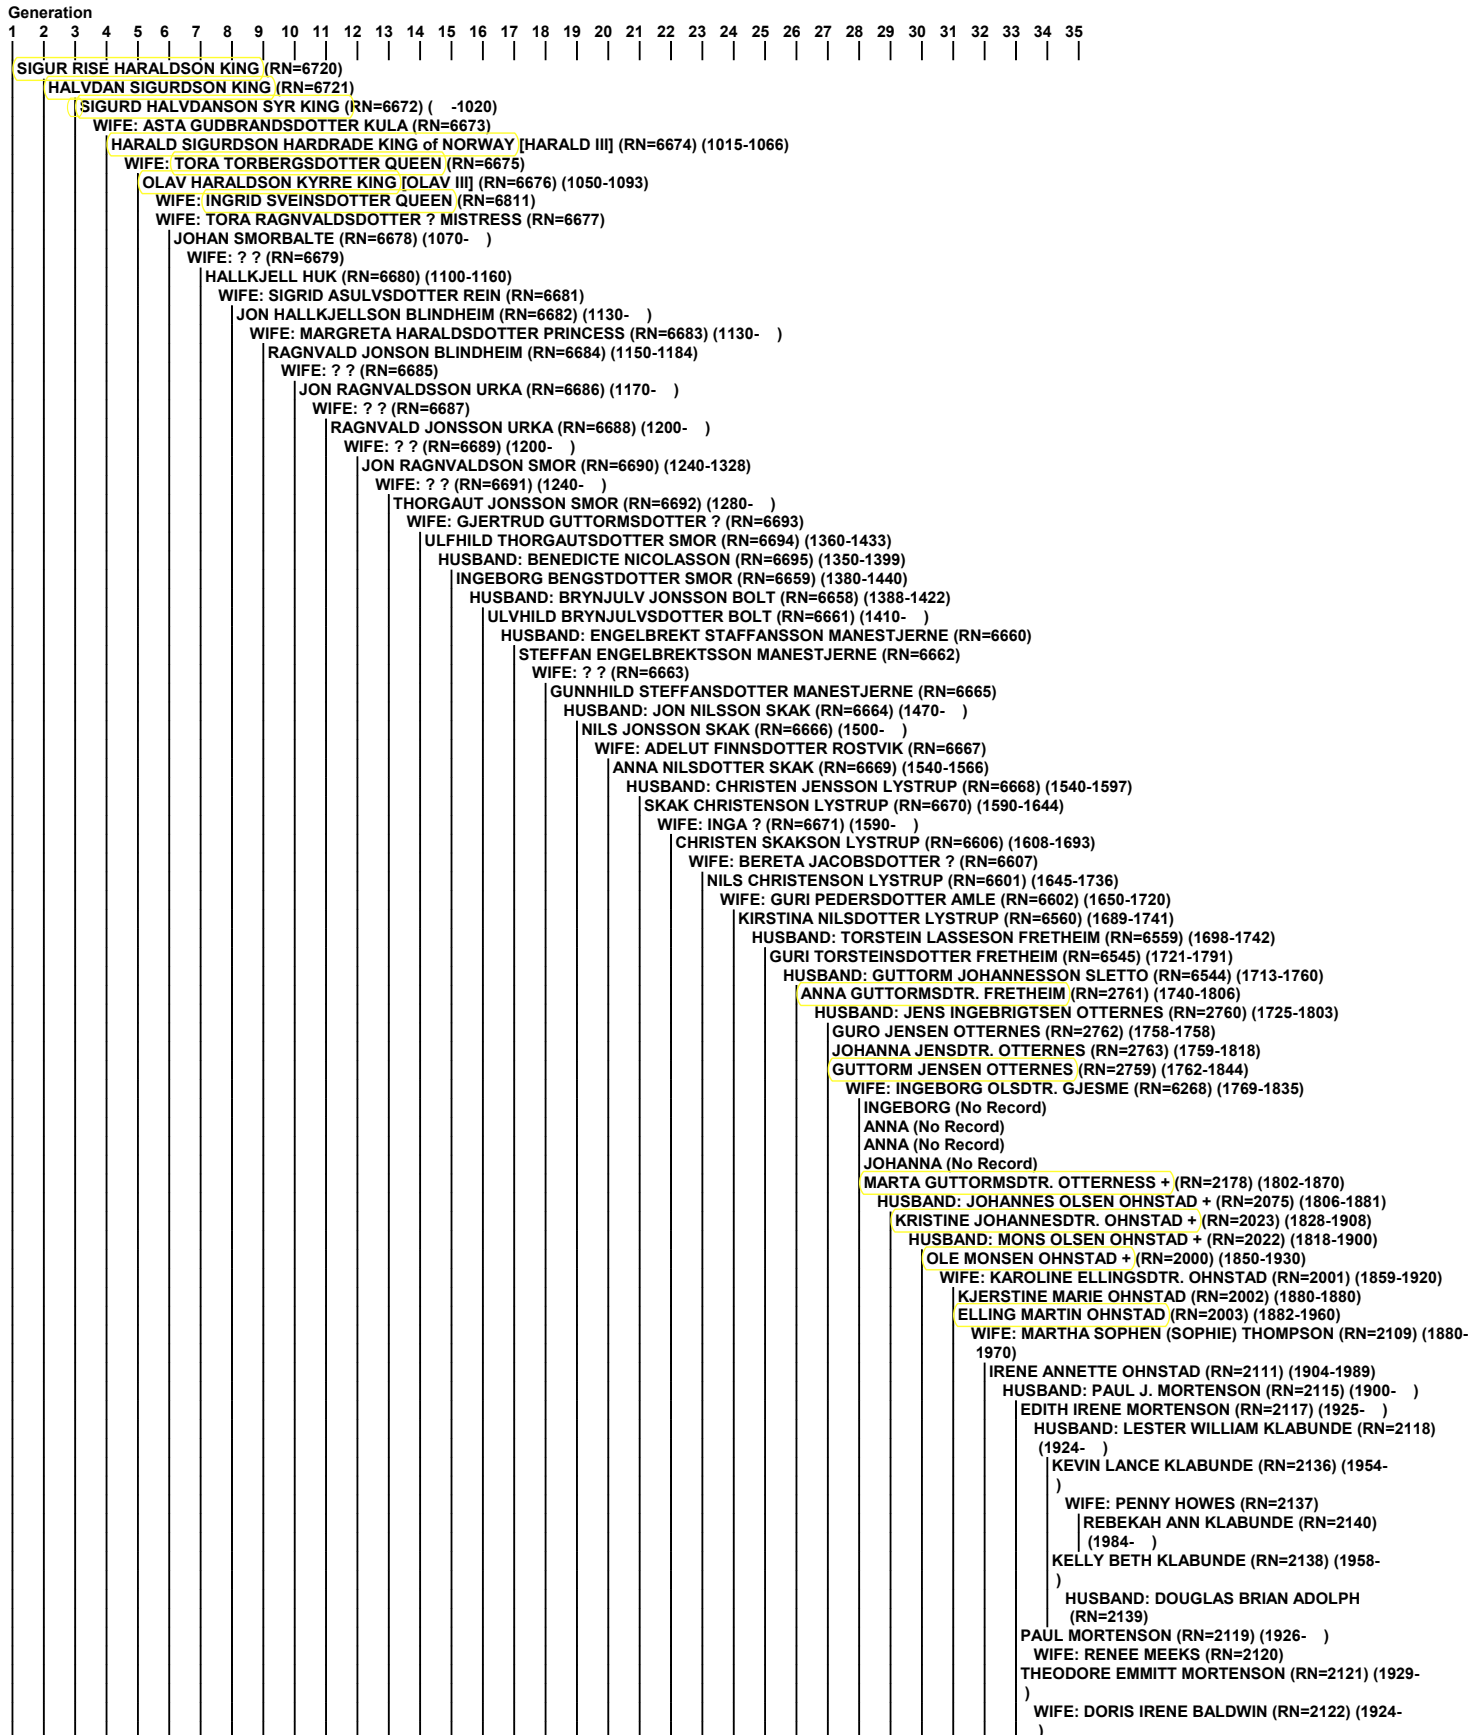 Generation
1 2 3 4 5 6 7 8 9 10 11 12 13 14 15 16 17 18 19 20 21 22 23 24 25 26 27 28 29 30 31 32 33 34 35
SIGUR RISE HARALDSON KING (RN=6720)
HALVDAN SIGURDSON KING (RN=6721)
SIGURD HALVDANSON SYR KING (RN=6672) ( -1020)
WIFE: ASTA GUDBRANDSDOTTER KULA (RN=6673)
HARALD SIGURDSON HARDRADE KING of NORWAY [HARALD III] (RN=6674) (1015-1066)
WIFE: TORA TORBERGSDOTTER QUEEN (RN=6675)
OLAV HARALDSON KYRRE KING [OLAV III] (RN=6676) (1050-1093)
WIFE: INGRID SVEINSDOTTER QUEEN (RN=6811)
WIFE: TORA RAGNVALDSDOTTER ? MISTRESS (RN=6677)
JOHAN SMORBALTE (RN=6678) (1070- )
WIFE: ? ? (RN=6679)
HALLKJELL HUK (RN=6680) (1100-1160)
WIFE: SIGRID ASULVSDOTTER REIN (RN=6681)
JON HALLKJELLSON BLINDHEIM (RN=6682) (1130- )
WIFE: MARGRETA HARALDSDOTTER PRINCESS (RN=6683) (1130- )
RAGNVALD JONSON BLINDHEIM (RN=6684) (1150-1184)
WIFE: ? ? (RN=6685)
JON RAGNVALDSSON URKA (RN=6686) (1170- )
WIFE: ? ? (RN=6687)
RAGNVALD JONSSON URKA (RN=6688) (1200- )
WIFE: ? ? (RN=6689) (1200- )
JON RAGNVALDSON SMOR (RN=6690) (1240-1328)
WIFE: ? ? (RN=6691) (1240- )
THORGAUT JONSSON SMOR (RN=6692) (1280- )
WIFE: GJERTRUD GUTTORMSDOTTER ? (RN=6693)
ULFHILD THORGAUTSDOTTER SMOR (RN=6694) (1360-1433)
HUSBAND: BENEDICTE NICOLASSON (RN=6695) (1350-1399)
INGEBORG BENGSTDOTTER SMOR (RN=6659) (1380-1440)
HUSBAND: BRYNJULV JONSSON BOLT (RN=6658) (1388-1422)
ULVHILD BRYNJULVSDOTTER BOLT (RN=6661) (1410- )
HUSBAND: ENGELBREKT STAFFANSSON MANESTJERNE (RN=6660)
STEFFAN ENGELBREKTSSON MANESTJERNE (RN=6662)
WIFE: ? ? (RN=6663)
GUNNHILD STEFFANSDOTTER MANESTJERNE (RN=6665)
HUSBAND: JON NILSSON SKAK (RN=6664) (1470- )
NILS JONSSON SKAK (RN=6666) (1500- )
WIFE: ADELUT FINNSDOTTER ROSTVIK (RN=6667)
ANNA NILSDOTTER SKAK (RN=6669) (1540-1566)
HUSBAND: CHRISTEN JENSSON LYSTRUP (RN=6668) (1540-1597)
SKAK CHRISTENSON LYSTRUP (RN=6670) (1590-1644)
WIFE: INGA ? (RN=6671) (1590- )
CHRISTEN SKAKSON LYSTRUP (RN=6606) (1608-1693)
WIFE: BERETA JACOBSDOTTER ? (RN=6607)
NILS CHRISTENSON LYSTRUP (RN=6601) (1645-1736)
WIFE: GURI PEDERSDOTTER AMLE (RN=6602) (1650-1720)
KIRSTINA NILSDOTTER LYSTRUP (RN=6560) (1689-1741)
HUSBAND: TORSTEIN LASSESON FRETHEIM (RN=6559) (1698-1742)
GURI TORSTEINSDOTTER FRETHEIM (RN=6545) (1721-1791)
HUSBAND: GUTTORM JOHANNESSON SLETTO (RN=6544) (1713-1760)
ANNA GUTTORMSDTR. FRETHEIM (RN=2761) (1740-1806)
HUSBAND: JENS INGEBRIGTSEN OTTERNES (RN=2760) (1725-1803)
GURO JENSEN OTTERNES (RN=2762) (1758-1758)
JOHANNA JENSDTR. OTTERNES (RN=2763) (1759-1818)
GUTTORM JENSEN OTTERNES (RN=2759) (1762-1844)
WIFE: INGEBORG OLSDTR. GJESME (RN=6268) (1769-1835)
INGEBORG (No Record)
ANNA (No Record)
ANNA (No Record)
JOHANNA (No Record)
MARTA GUTTORMSDTR. OTTERNESS + (RN=2178) (1802-1870)
HUSBAND: JOHANNES OLSEN OHNSTAD + (RN=2075) (1806-1881)
KRISTINE JOHANNESDTR. OHNSTAD + (RN=2023) (1828-1908)
HUSBAND: MONS OLSEN OHNSTAD + (RN=2022) (1818-1900)
OLE MONSEN OHNSTAD + (RN=2000) (1850-1930)
WIFE: KAROLINE ELLINGSDTR. OHNSTAD (RN=2001) (1859-1920)
KJERSTINE MARIE OHNSTAD (RN=2002) (1880-1880)
ELLING MARTIN OHNSTAD (RN=2003) (1882-1960)
WIFE: MARTHA SOPHEN (SOPHIE) THOMPSON (RN=2109) (1880-
1970)
IRENE ANNETTE OHNSTAD (RN=2111) (1904-1989)
HUSBAND: PAUL J. MORTENSON (RN=2115) (1900- )
EDITH IRENE MORTENSON (RN=2117) (1925- )
HUSBAND: LESTER WILLIAM KLABUNDE (RN=2118)
(1924- )
KEVIN LANCE KLABUNDE (RN=2136) (1954-
)
WIFE: PENNY HOWES (RN=2137)
REBEKAH ANN KLABUNDE (RN=2140)
(1984- )
KELLY BETH KLABUNDE (RN=2138) (1958-
)
HUSBAND: DOUGLAS BRIAN ADOLPH
(RN=2139)
PAUL MORTENSON (RN=2119) (1926- )
WIFE: RENEE MEEKS (RN=2120)
THEODORE EMMITT MORTENSON (RN=2121) (1929-
)
WIFE: DORIS IRENE BALDWIN (RN=2122) (1924-
)